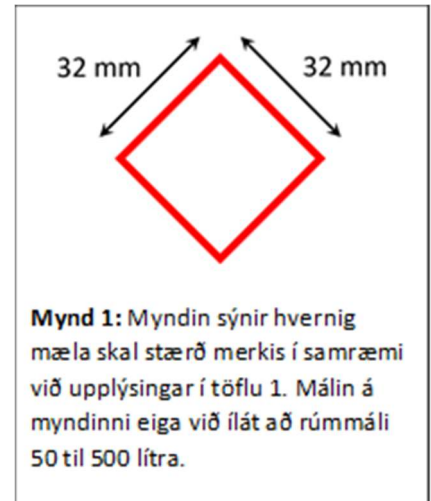 32 mm 32 mm
Mynd 1: Myndin sýnir hvernig
mæla skal stærð merkis í samræmi
við upplýsingar í töflu 1. Málin á
myndinni eiga við ílát að rúmmáli
50 til 500 lítra.